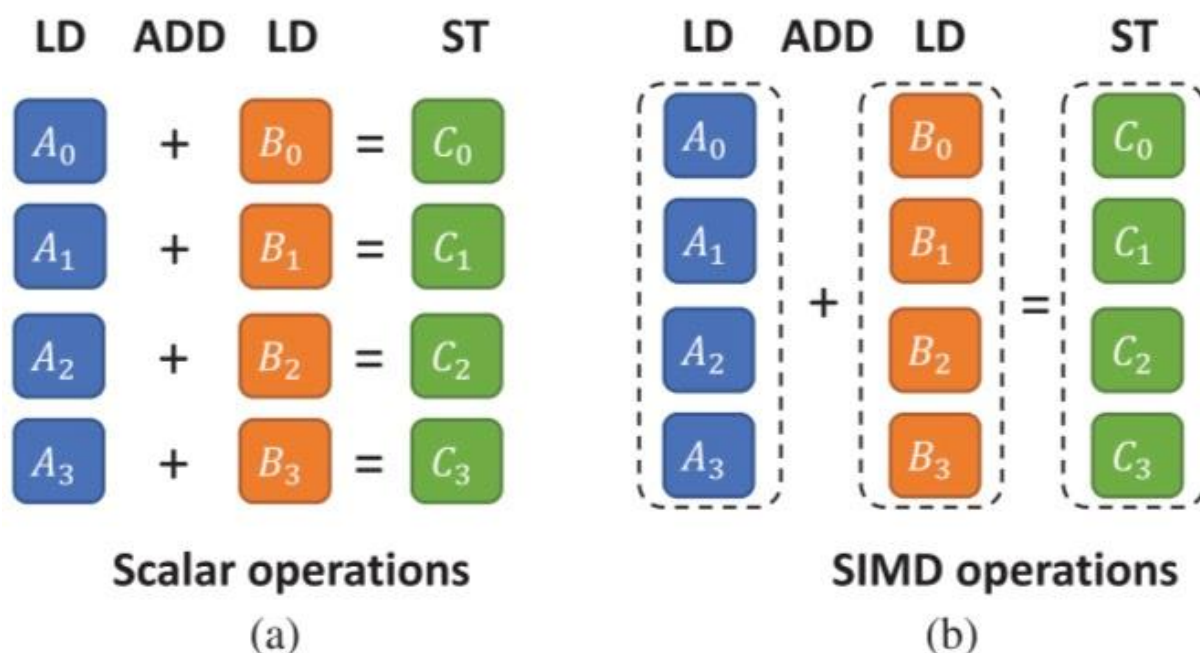 LD ADD LD ST
A₀ + B₀ = C₀
A₁ + B₁ = C₁
A₂ + B₂ = C₂
A₃ + B₃ = C₃
Scalar operations
(a)
LD ADD LD ST
A₀ B₀ C₀
A₁ B₁ C₁
+ =
A₂ B₂ C₂
A₃ B₃ C₃
SIMD operations
(b)